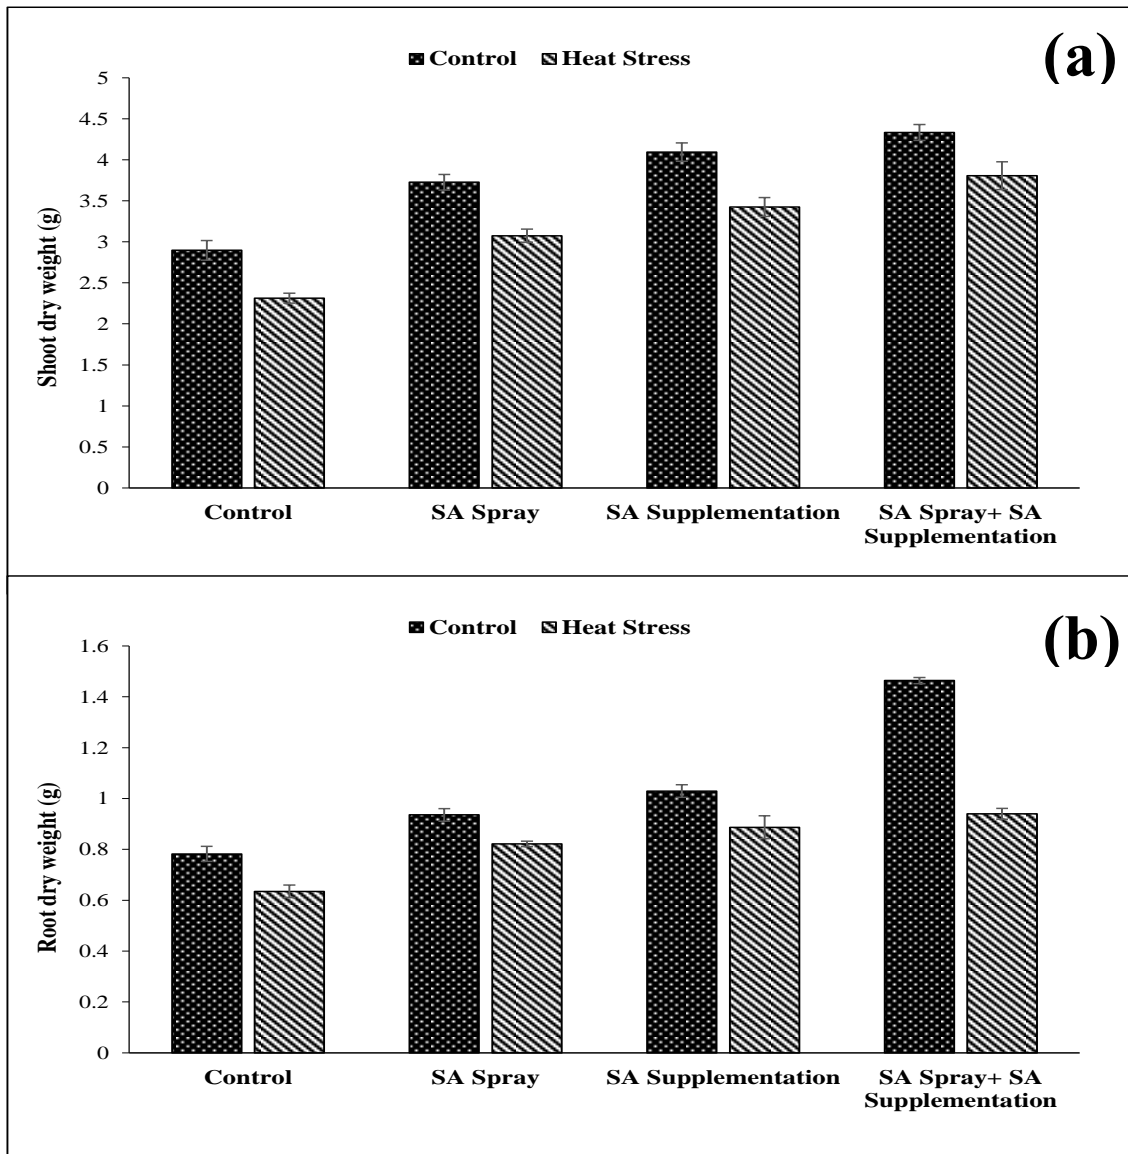 (a)
Control Heat Stress
5
4.5
4
3.5
3
2.5
2
1.5
1
0.5
0
Shoot dry weight (g)
Control SA Spray SA Supplementation SA Spray+ SA
Supplementation
(b)
Control Heat Stress
1.6
1.4
1.2
1
0.8
0.6
0.4
0.2
0
Root dry weight (g)
Control SA Spray SA Supplementation SA Spray+ SA
Supplementation